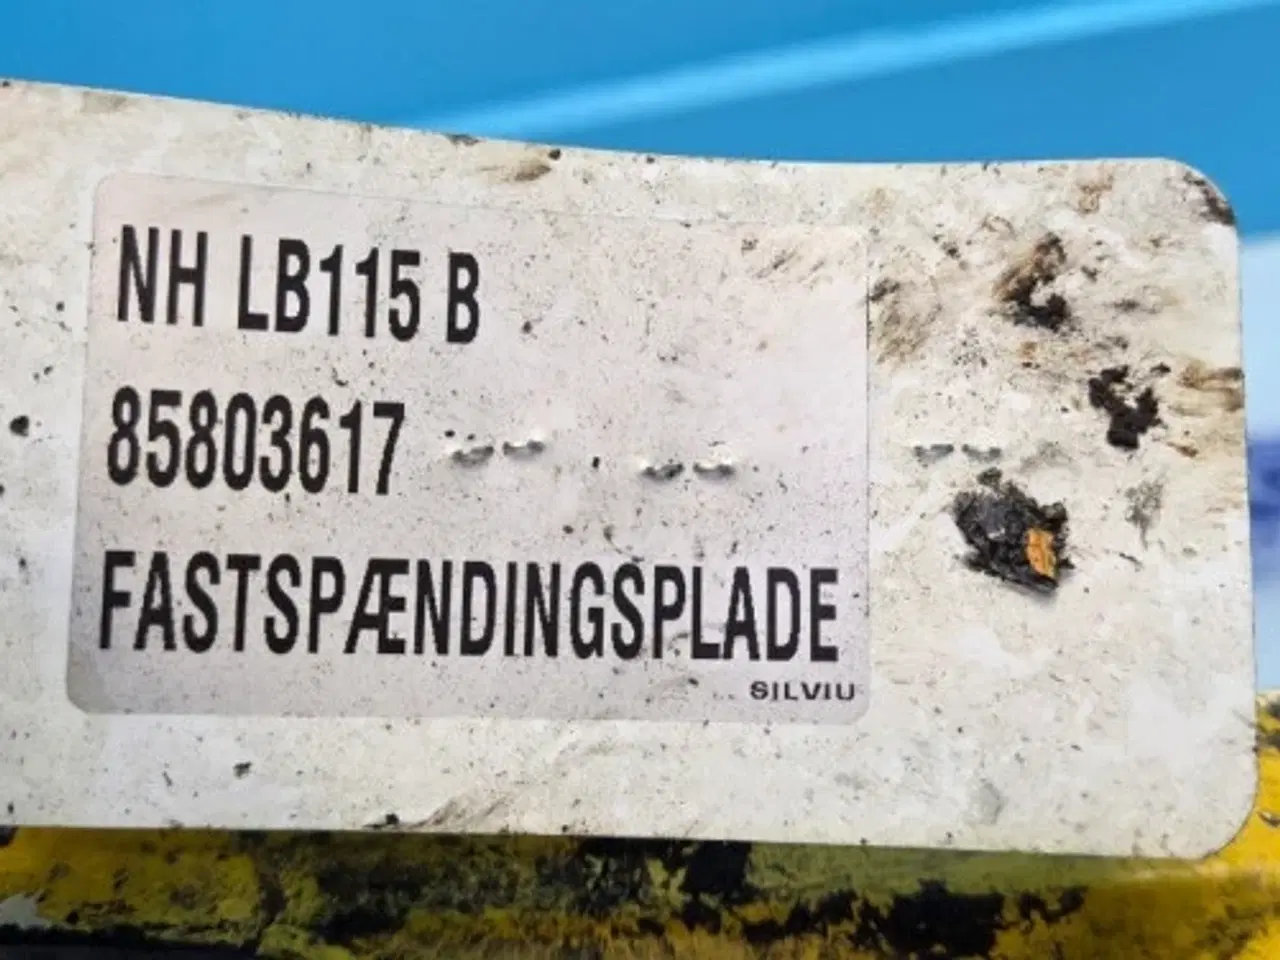 NH LB115 B
85803617
FASTSPÆNDINGSPLADE
SILVIU